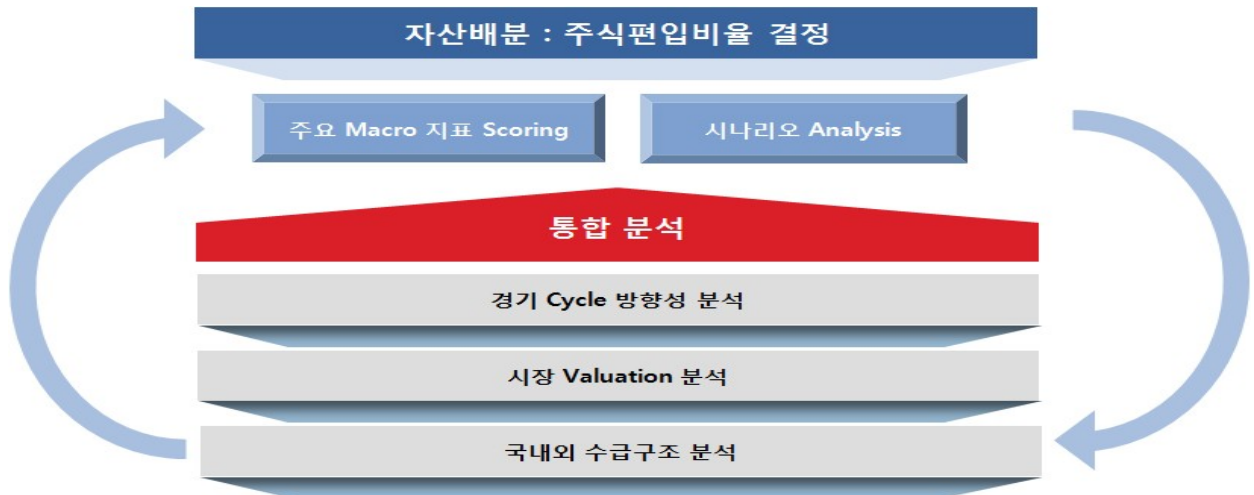 자산배분 : 주식편입비율 결정
주요 Macro 지표 Scoring
시나리오 Analysis
통합 분석
경기 Cycle 방향성 분석
시장 Valuation 분석
국내외 수급구조 분석